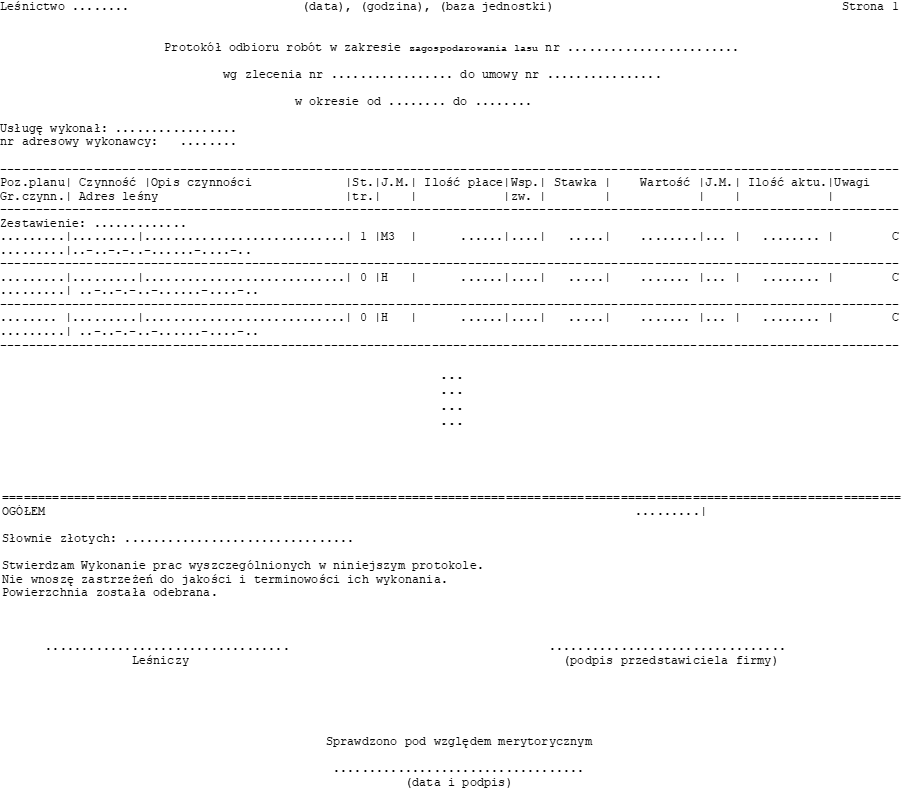 Leśnictwo ........ (data), (godzina), (baza jednostki) Strona 1
Protokół odbioru robót w zakresie zagospodarowania lasu nr ........................
wg zlecenia nr ................. do umowy nr ................
w okresie od ........ do ........
Usługę wykonał: .................
nr adresowy wykonawcy: ........
-----------------------------------------------------------------------------------------------------------------------------
Poz.planu| Czynność |Opis czynności |St.|J.M.| Ilość płace|Wsp.| Stawka | Wartość |J.M.| Ilość aktu.|Uwagi
Gr.czynn.| Adres leśny |tr.| | |zw. | | | | |
-----------------------------------------------------------------------------------------------------------------------------
Zestawienie: .............
.........|.........|............................| 1 |M3 | ......|....| .....| ........|... | ........ | C
.........|..-..-.-..-......-....-..
-----------------------------------------------------------------------------------------------------------------------------
.........|.........|............................| 0 |H | ......|....| .....| ....... |... | ........ | C
.........| ..-..-.-..-......-....-..
-----------------------------------------------------------------------------------------------------------------------------
........ |.........|............................| 0 |H | ......|....| .....| ....... |... | ........ | C
.........| ..-..-.-..-......-....-..
-----------------------------------------------------------------------------------------------------------------------------
...
...
...
...
=============================================================================================================================
OGÓŁEM .........|
Słownie złotych: ................................
Stwierdzam Wykonanie prac wyszczególnionych w niniejszym protokole.
Nie wnoszę zastrzeżeń do jakości i terminowości ich wykonania.
Powierzchnia została odebrana.
.................................. .................................
Leśniczy (podpis przedstawiciela firmy)
Sprawdzono pod względem merytorycznym
...................................
(data i podpis)